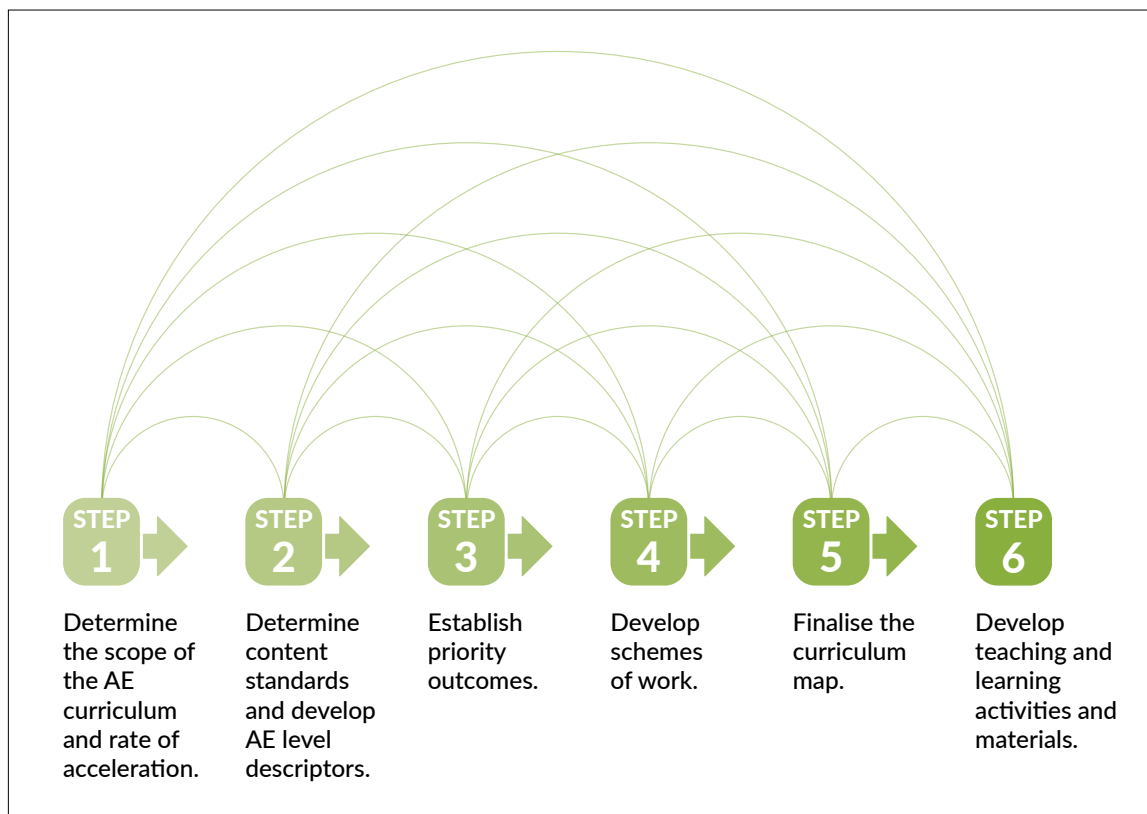 STEP
1
Determine
the scope of
the AE
curriculum
and rate of
acceleration.
STEP
2
Determine
content
standards
and develop
AE level
descriptors.
STEP
3
Establish
priority
outcomes.
STEP
4
Develop
schemes
of work.
STEP
5
Finalise the
curriculum
map.
STEP
6
Develop
teaching and
learning
activities and
materials.